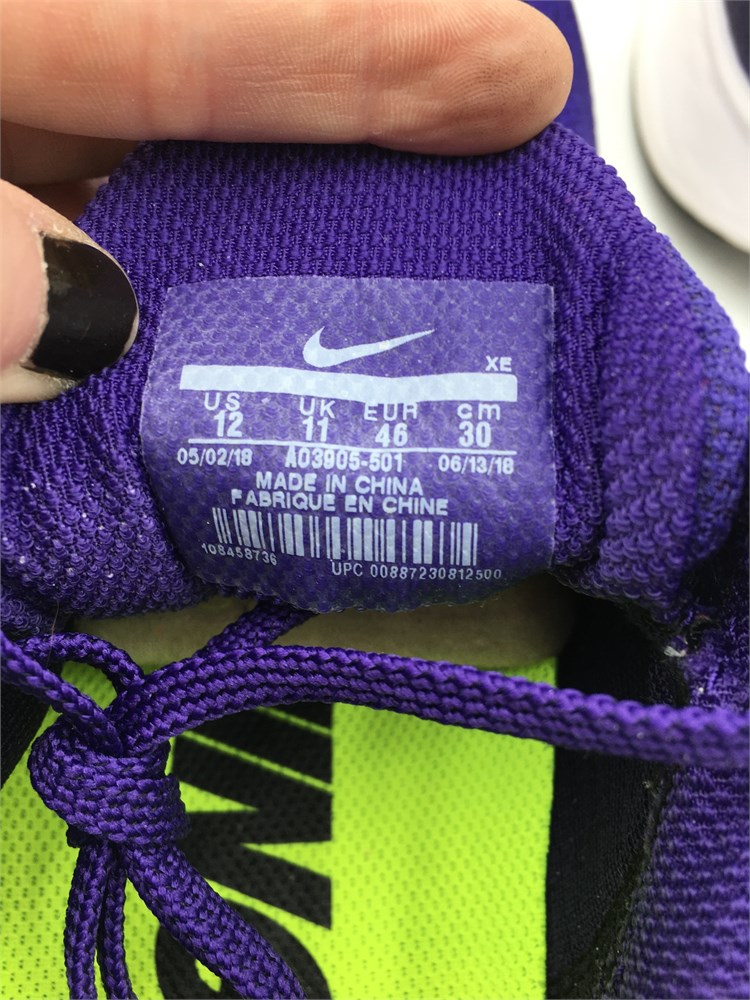 XE
US UK EUR cm
12 11 46 30
05/02/18 AO3905-501 06/13/18
MADE IN CHINA
FABRIQUE EN CHINE
108458736
UPC 00887230812500